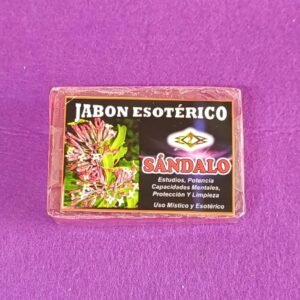 JABON ESOTÉRICO
SÁNDALO
Estudios, Potencia
Capacidades Mentales,
Protección Y Limpieza
Uso Místico y Esotérico